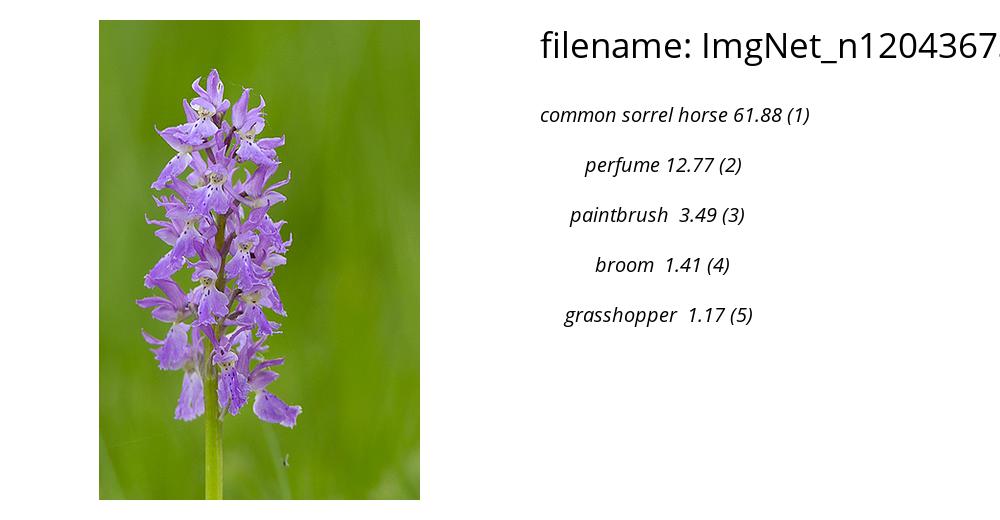 filename: ImgNet_n1204367
common sorrel horse 61.88 (1)
perfume 12.77 (2)
paintbrush 3.49 (3)
broom 1.41 (4)
grasshopper 1.17 (5)